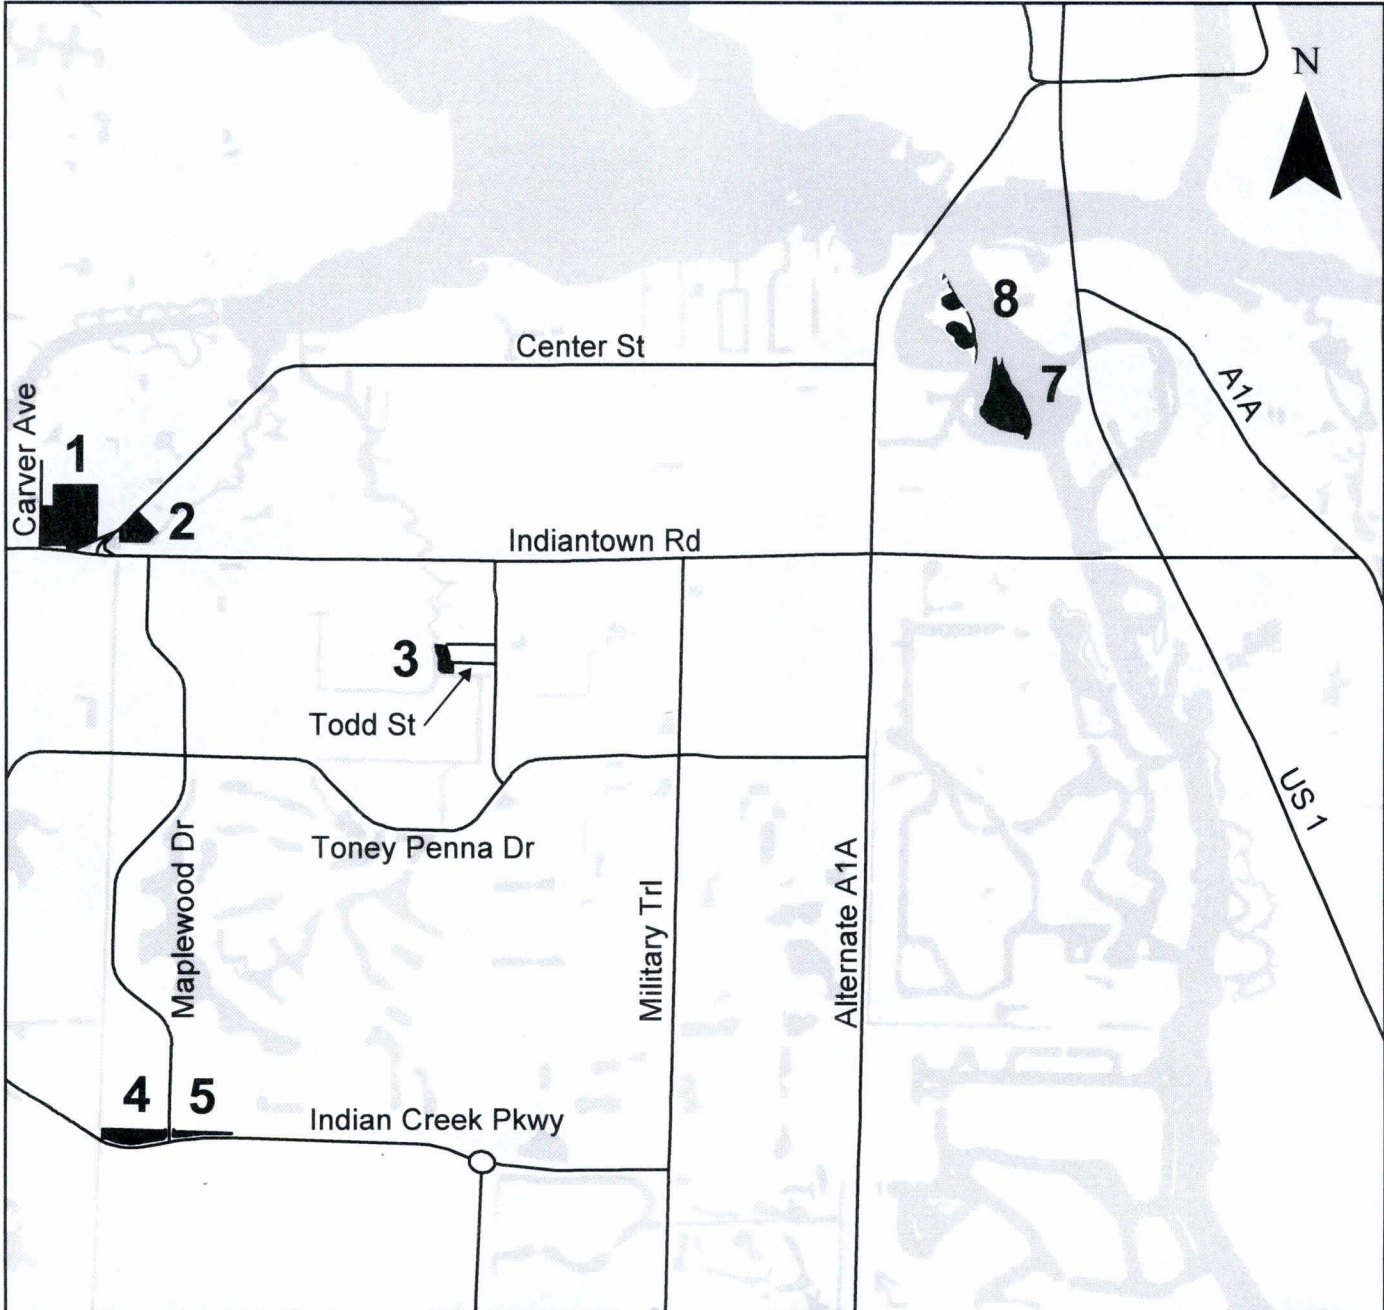 N
8
Center St
7
A1A
Carver Ave
1
2
Indiantown Rd
3
Todd St
US 1
Toney Penna Dr
Maplewood Dr
Military Trl
Alternate A1A
4
5
Indian Creek Pkwy